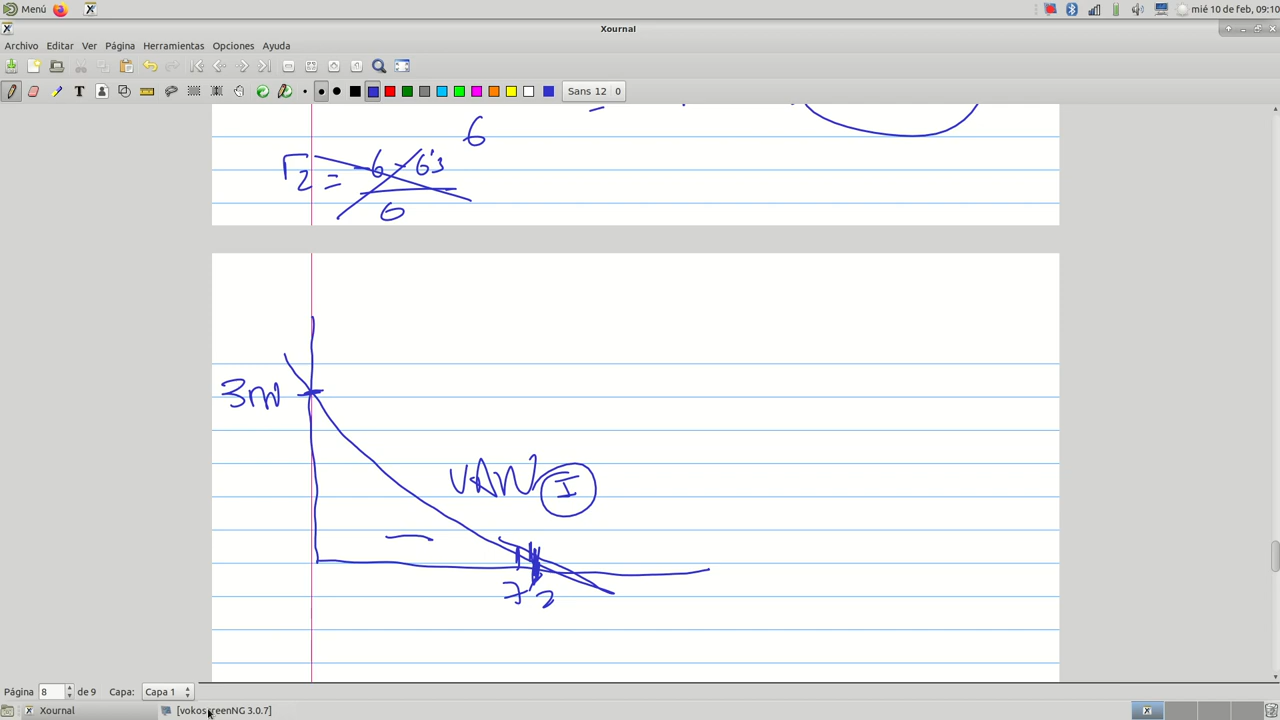 Menú mié 10 de feb, 09:10
Xournal
Archivo Editar Ver Página Herramientas Opciones Ayuda
T Sans 12 0
6
r2 = 6 - 6'3
6
3m
VAN I
7 2
Página 8 de 9 Capa: Capa 1
Xournal [vokoscreenNG 3.0.7]